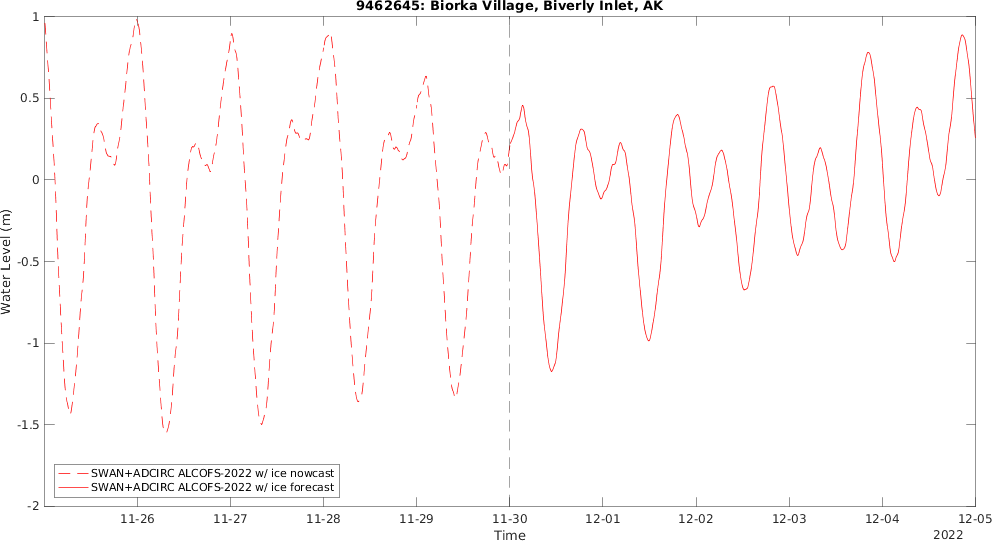 9462645: Biorka Village, Biverly Inlet, AK
1
0.5
0
-0.5
-1
-1.5
-2
Water Level (m)
SWAN+ADCIRC ALCOFS-2022 w/ ice nowcast
SWAN+ADCIRC ALCOFS-2022 w/ ice forecast
11-26 11-27 11-28 11-29 11-30 12-01 12-02 12-03 12-04 12-05
Time
2022